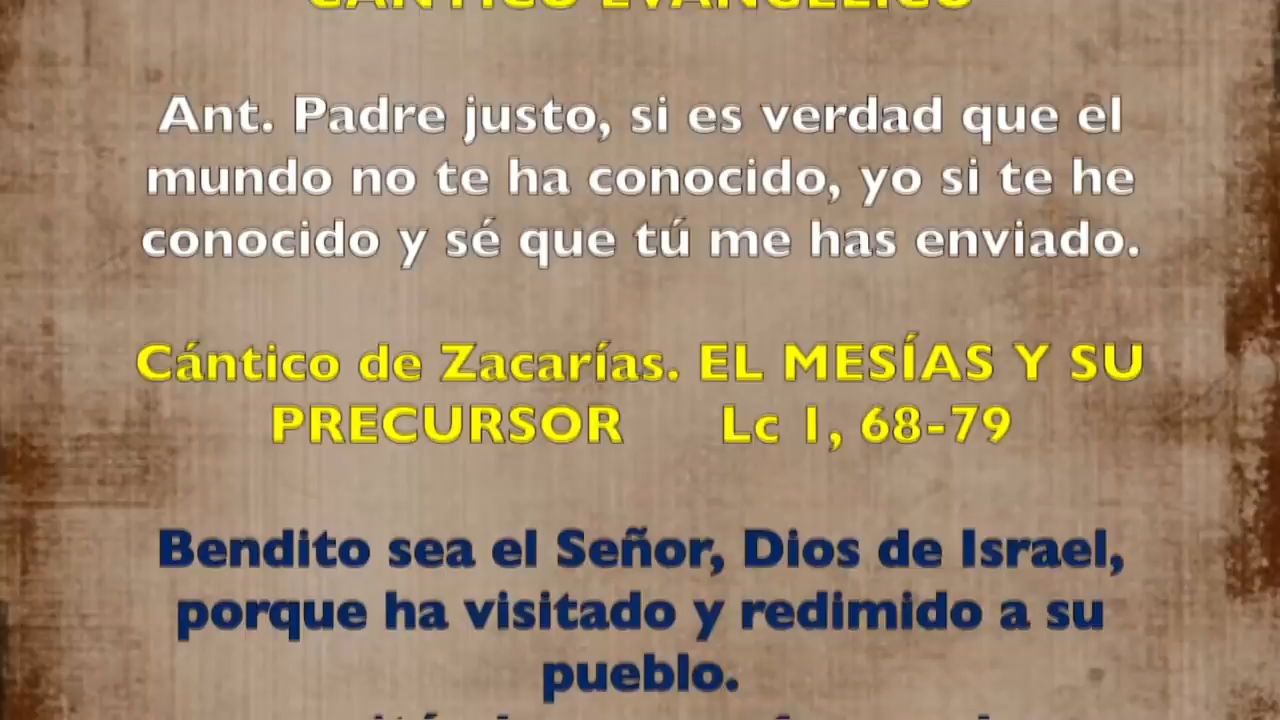 CÁNTICO EVANGÉLICO
Ant. Padre justo, si es verdad que el
mundo no te ha conocido, yo si te he
conocido y sé que tú me has enviado.
Cántico de Zacarías. EL MESÍAS Y SU
PRECURSOR Lc 1, 68-79
Bendito sea el Señor, Dios de Israel,
porque ha visitado y redimido a su
pueblo.